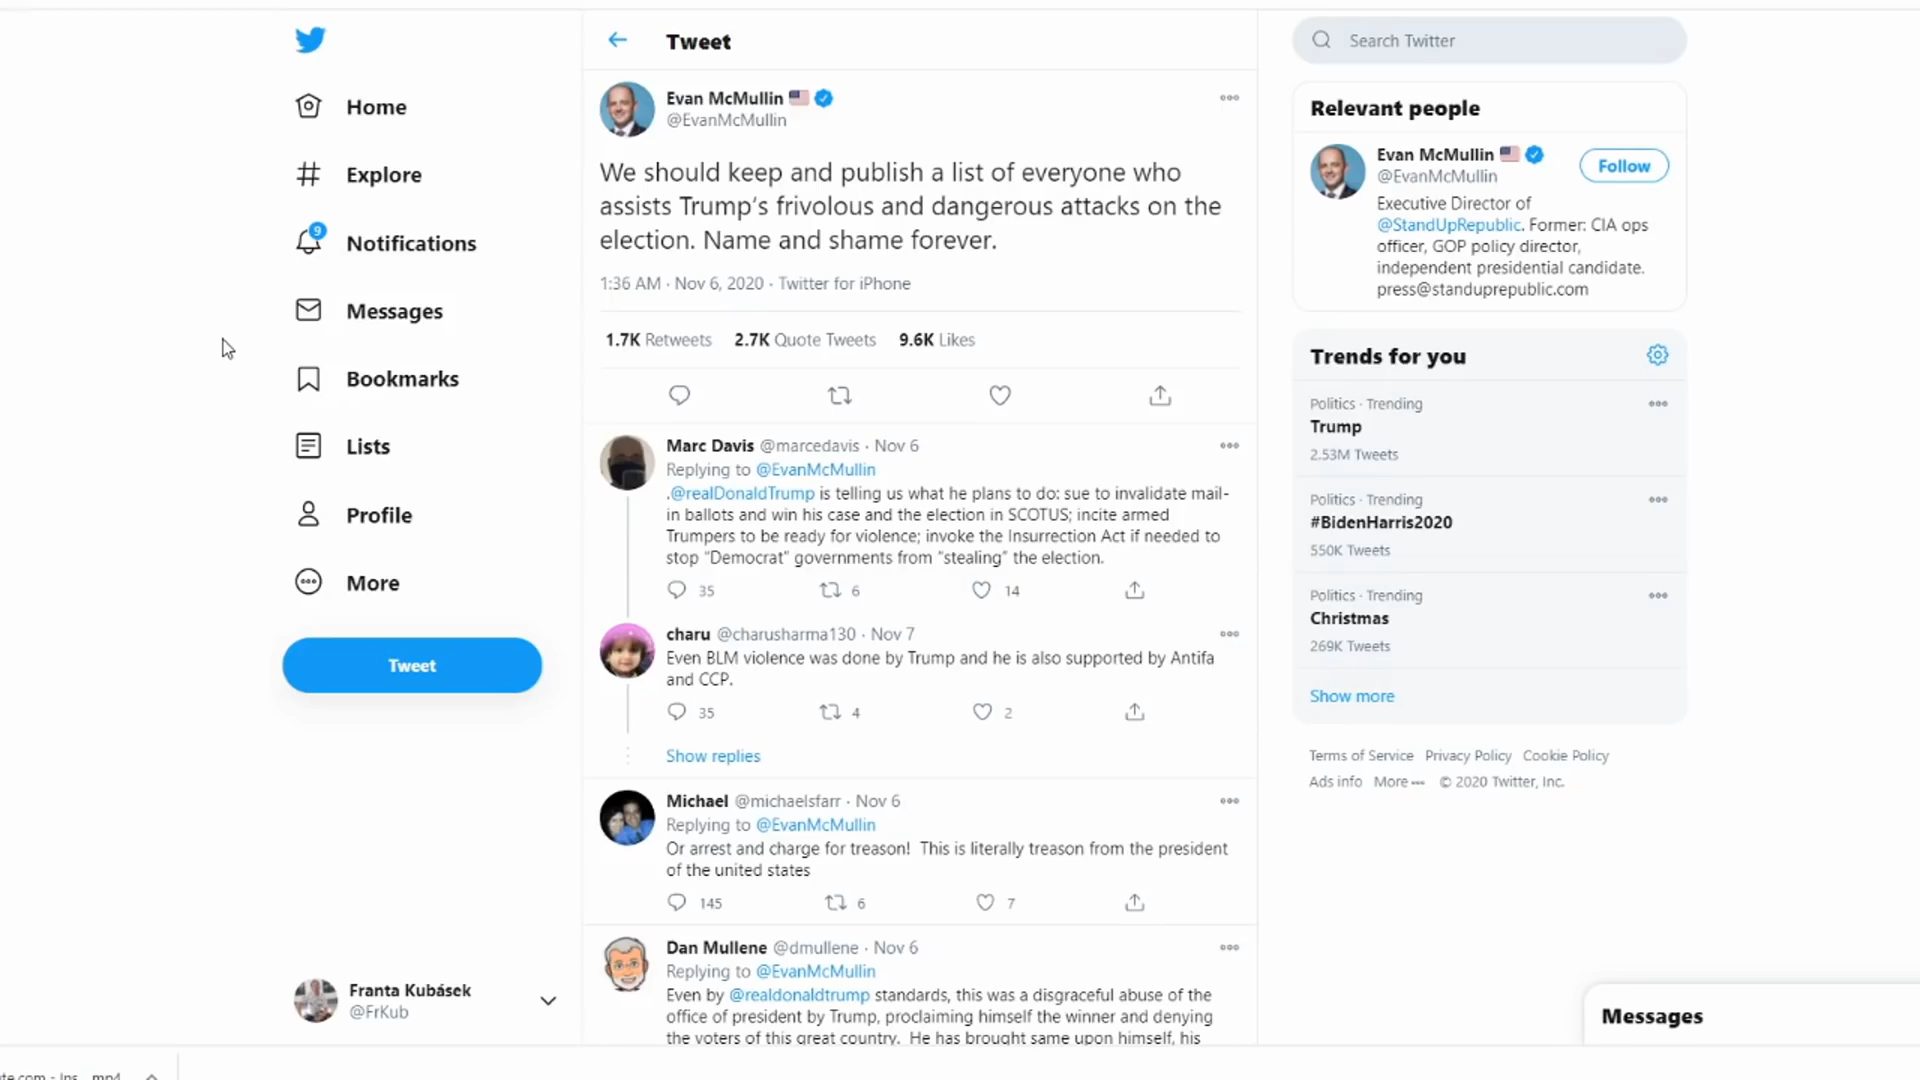 Home
Explore
9
Notifications
Messages
Bookmarks
Lists
Profile
More
Tweet
Franta Kubásek
@FrKub
Tweet
Evan McMullin
@EvanMcMullin
We should keep and publish a list of everyone who
assists Trump's frivolous and dangerous attacks on the
election. Name and shame forever.
1:36 AM · Nov 6, 2020 · Twitter for iPhone
1.7K Retweets 2.7K Quote Tweets 9.6K Likes
Marc Davis @marcedavis · Nov 6
Replying to @EvanMcMullin
.@realDonaldTrump is telling us what he plans to do: sue to invalidate mail-
in ballots and win his case and the election in SCOTUS; incite armed
Trumpers to be ready for violence; invoke the Insurrection Act if needed to
stop “Democrat” governments from “stealing” the election.
35 6 14
charu @charusharma130 · Nov 7
Even BLM violence was done by Trump and he is also supported by Antifa
and CCP.
35 4 2
Show replies
Michael @michaelsfarr · Nov 6
Replying to @EvanMcMullin
Or arrest and charge for treason! This is literally treason from the president
of the united states
145 6 7
Dan Mullene @dmullene · Nov 6
Replying to @EvanMcMullin
Even by @realdonaldtrump standards, this was a disgraceful abuse of the
office of president by Trump, proclaiming himself the winner and denying
the voters of this great country. He has brought same upon himself, his
Search Twitter
Relevant people
Evan McMullin
@EvanMcMullin
Follow
Executive Director of
@StandUpRepublic. Former: CIA ops
officer, GOP policy director,
independent presidential candidate.
press@standuprepublic.com
Trends for you
Politics · Trending
Trump
2.53M Tweets
Politics · Trending
#BidenHarris2020
550K Tweets
Politics · Trending
Christmas
269K Tweets
Show more
Terms of Service Privacy Policy Cookie Policy
Ads info More © 2020 Twitter, Inc.
Messages